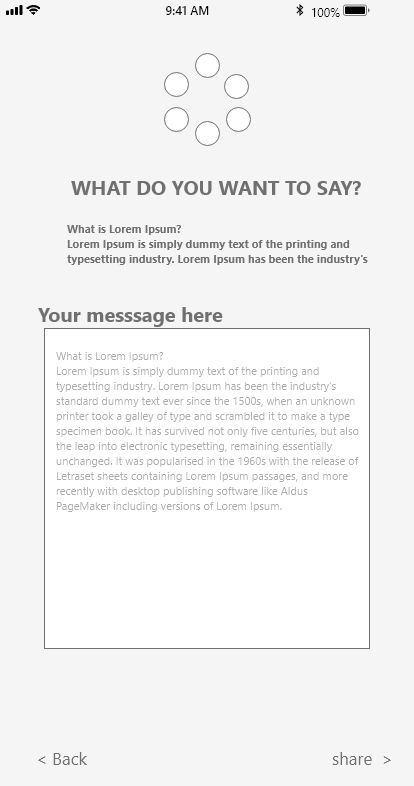 9:41 AM
100%
WHAT DO YOU WANT TO SAY?
What is Lorem Ipsum?
Lorem Ipsum is simply dummy text of the printing and
typesetting industry. Lorem Ipsum has been the industry's
Your messsage here
What is Lorem Ipsum?
Lorem Ipsum is simply dummy text of the printing and
typesetting industry. Lorem Ipsum has been the industry's
standard dummy text ever since the 1500s, when an unknown
printer took a galley of type and scrambled it to make a type
specimen book. It has survived not only five centuries, but also
the leap into electronic typesetting, remaining essentially
unchanged. It was popularised in the 1960s with the release of
Letraset sheets containing Lorem Ipsum passages, and more
recently with desktop publishing software like Aldus
PageMaker including versions of Lorem Ipsum.
< Back
share >